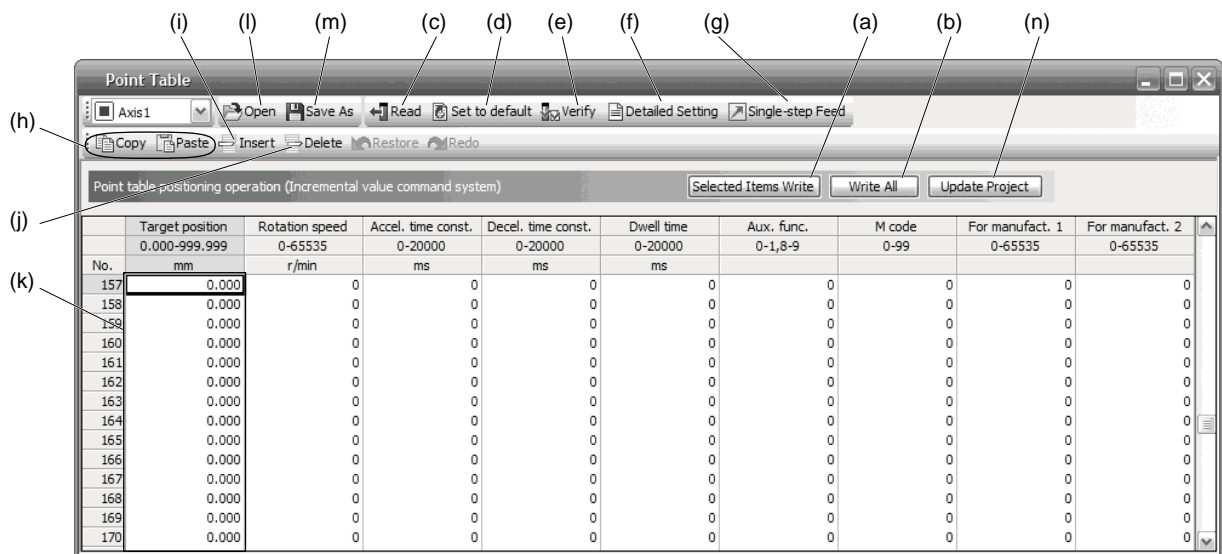 (i) (l) (m) (c) (d) (e) (f) (g) (a) (b) (n)
Point Table
Axis1 Open Save As Read Set to default Verify Detailed Setting Single-step Feed
(h)
Copy Paste Insert Delete Restore Redo
Point table positioning operation (Incremental value command system) Selected Items Write Write All Update Project
(j)
Target position Rotation speed Accel. time const. Decel. time const. Dwell time Aux. func. M code For manufact. 1 For manufact. 2
0.000-999.999 0-65535 0-20000 0-20000 0-20000 0-1,8-9 0-99 0-65535 0-65535
No. mm r/min ms ms ms
(k)
157 0.000 0 0 0 0 0 0 0 0
158 0.000 0 0 0 0 0 0 0 0
159 0.000 0 0 0 0 0 0 0 0
160 0.000 0 0 0 0 0 0 0 0
161 0.000 0 0 0 0 0 0 0 0
162 0.000 0 0 0 0 0 0 0 0
163 0.000 0 0 0 0 0 0 0 0
164 0.000 0 0 0 0 0 0 0 0
165 0.000 0 0 0 0 0 0 0 0
166 0.000 0 0 0 0 0 0 0 0
167 0.000 0 0 0 0 0 0 0 0
168 0.000 0 0 0 0 0 0 0 0
169 0.000 0 0 0 0 0 0 0 0
170 0.000 0 0 0 0 0 0 0 0